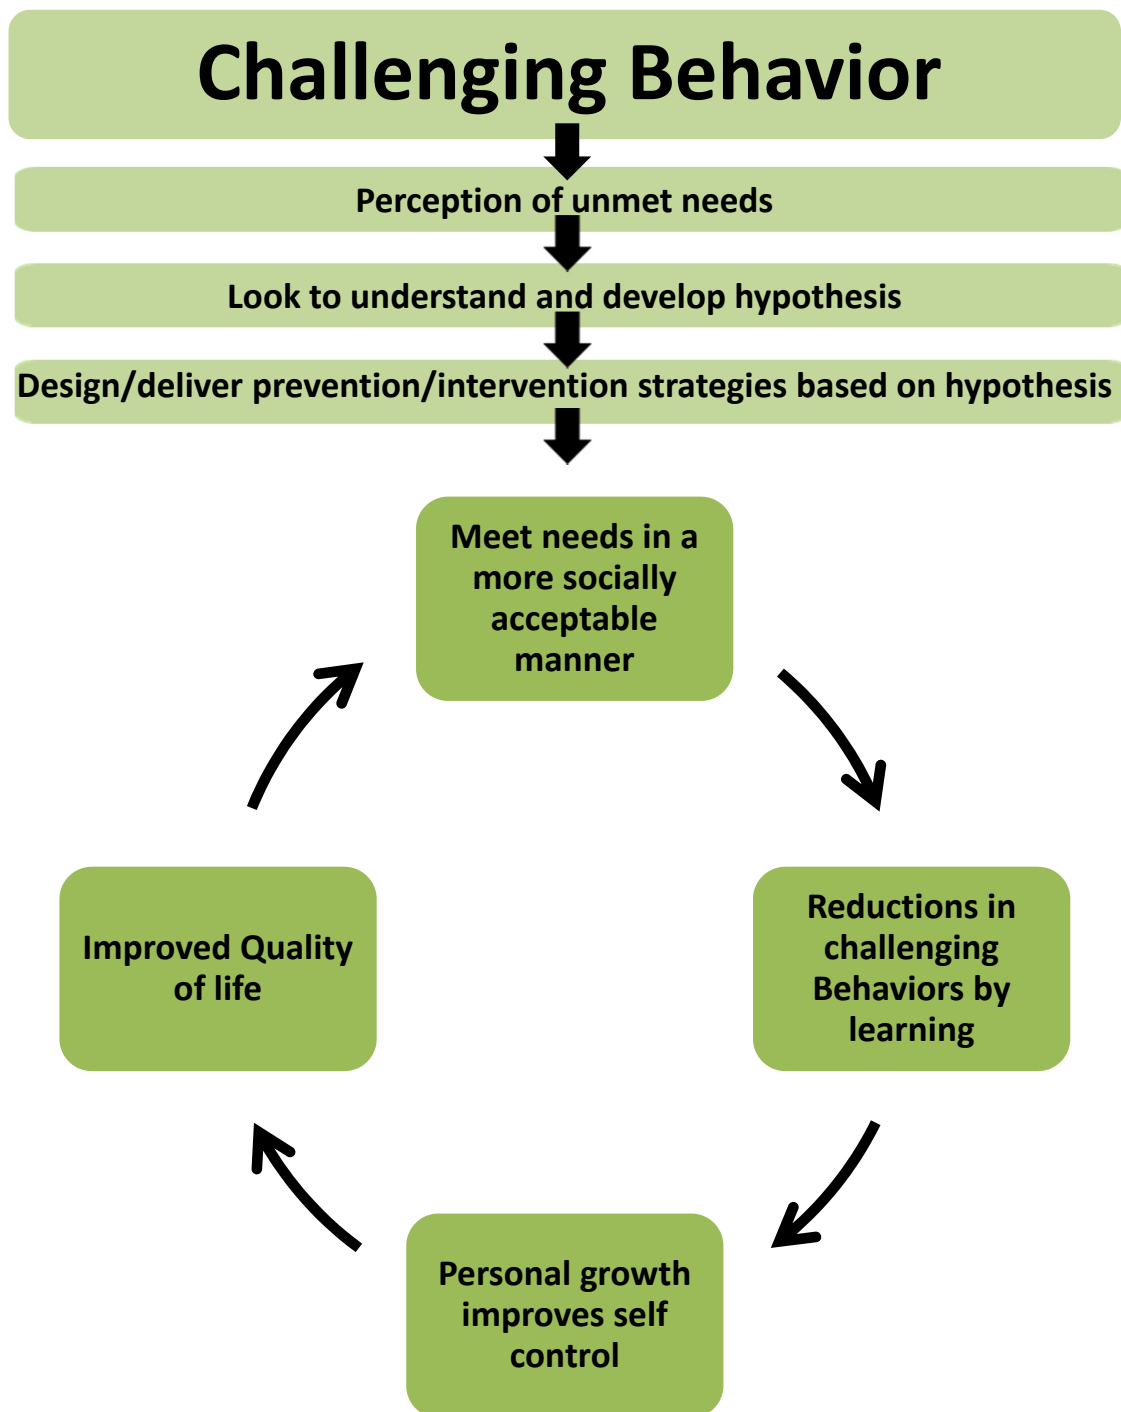 Challenging Behavior
Perception of unmet needs
Look to understand and develop hypothesis
Design/deliver prevention/intervention strategies based on hypothesis
Meet needs in a
more socially
acceptable
manner
Reductions in
challenging
Behaviors by
learning
Personal growth
improves self
control
Improved Quality
of life